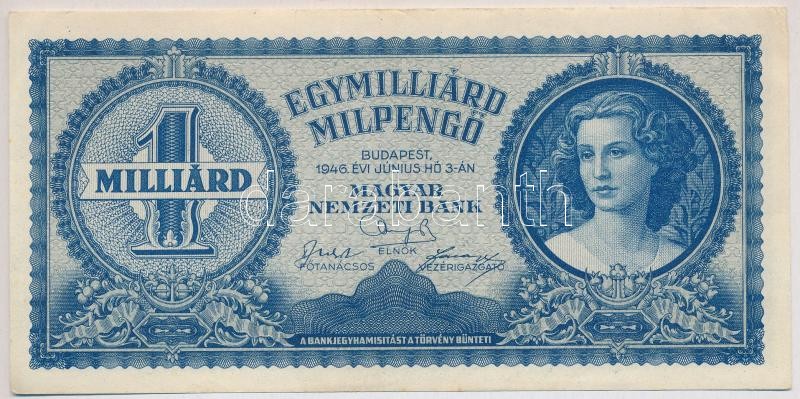 EGYMILLIÁRD
MILPENGŐ
1
MILLIÁRD
BUDAPEST,
1946. ÉVI JÚNIUS HÓ 3-ÁN
MAGYAR
NEMZETI BANK
darabanth
ELNÖK
FŐTANÁCSOS
VEZÉRIGAZGATÓ
A BANKJEGYHAMISITÁST A TÖRVÉNY BÜNTETI